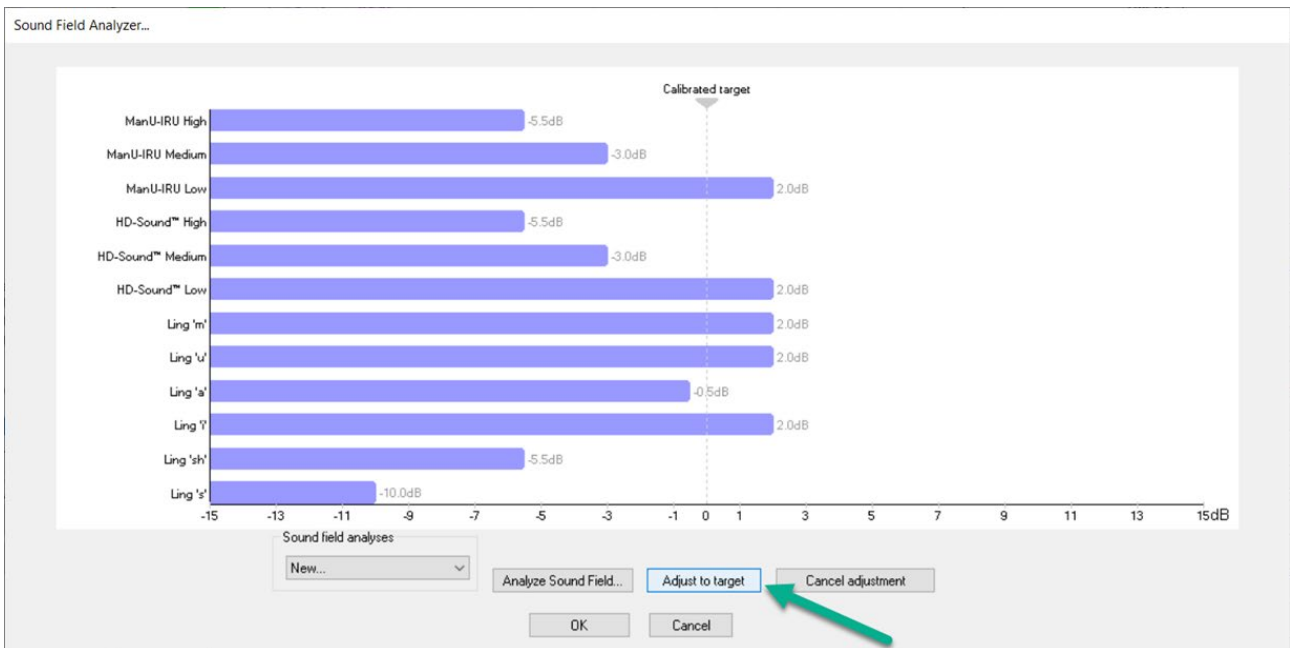 Sound Field Analyzer...
Calibrated target
ManU-IRU High -5.5dB
ManU-IRU Medium -3.0dB
ManU-IRU Low 2.0dB
HD-Sound™ High -5.5dB
HD-Sound™ Medium -3.0dB
HD-Sound™ Low 2.0dB
Ling 'm' 2.0dB
Ling 'u' 2.0dB
Ling 'a' -0.5dB
Ling 'i' 2.0dB
Ling 'sh' -5.5dB
Ling 's' -10.0dB
-15 -13 -11 -9 -7 -5 -3 -1 0 1 3 5 7 9 11 13 15dB
Sound field analyses
New...
Analyze Sound Field... Adjust to target Cancel adjustment
OK Cancel